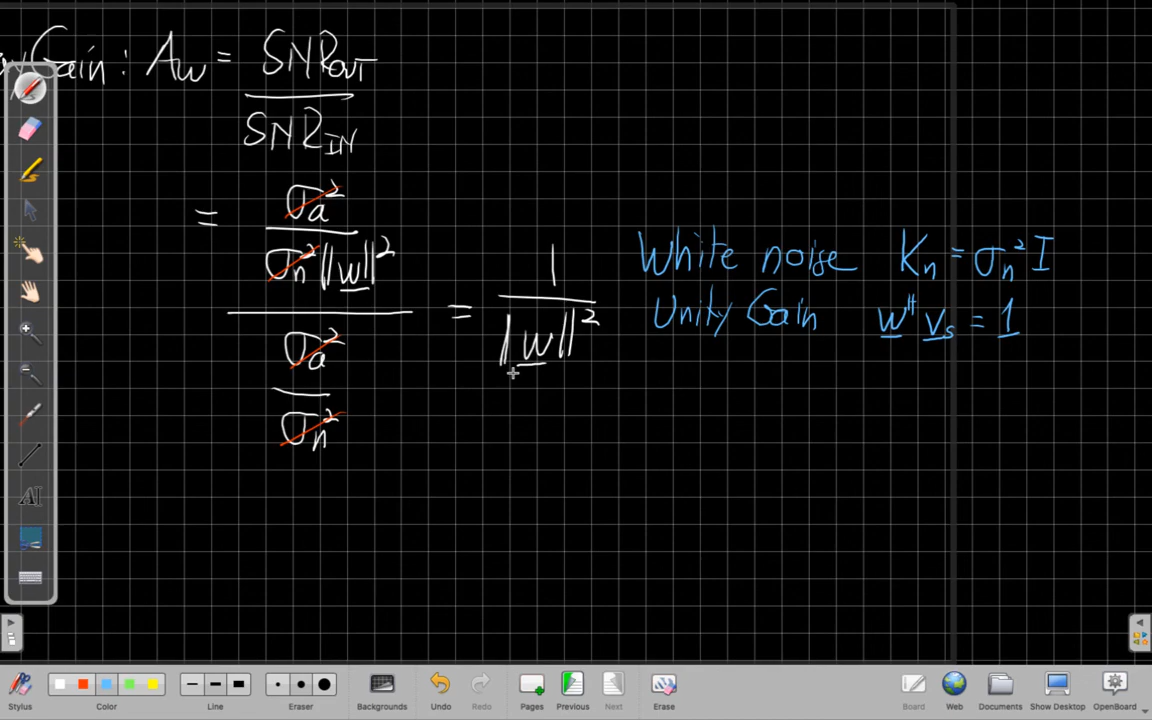 Gain: Aw = SNR_OUT / SNR_IN
= (σa² / (σn² ||w||²)) / (σa² / σn²) = 1 / ||w||²
White noise Kn = σn² I
Unity Gain w^H vs = 1
AI
Stylus
Color
Line
Eraser
Backgrounds
Undo
Redo
Pages
Previous
Next
Erase
Board
Web
Documents
Show Desktop
OpenBoard